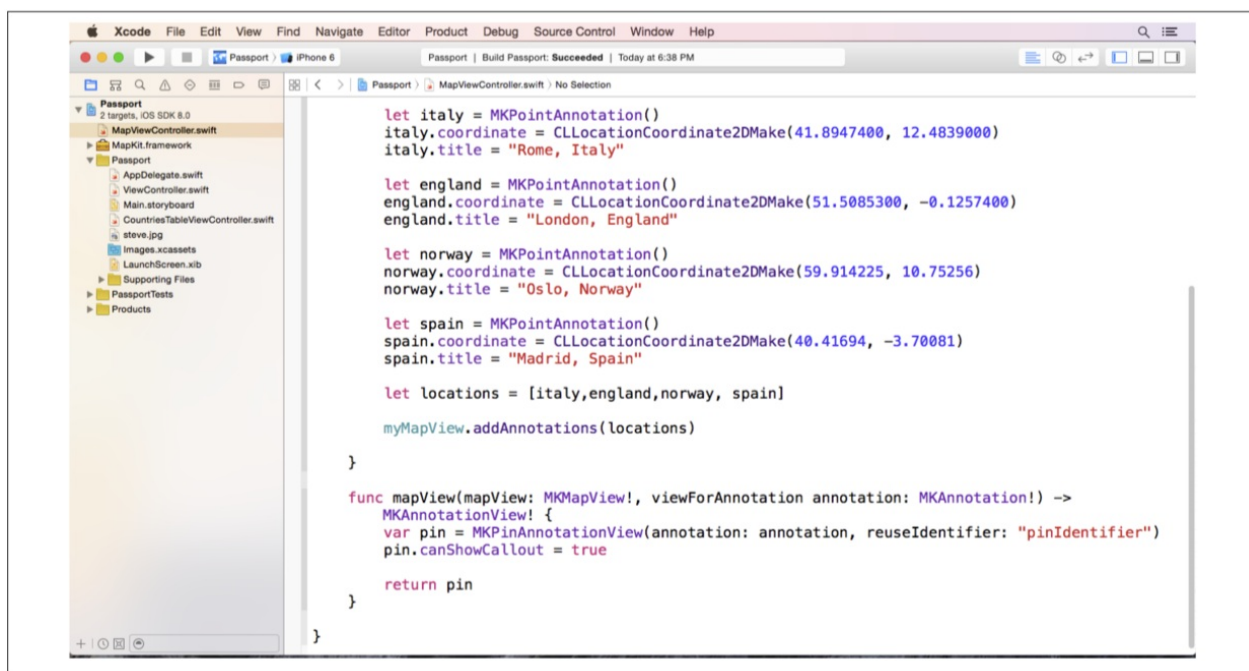 Xcode File Edit View Find Navigate Editor Product Debug Source Control Window Help
Passport iPhone 6 Passport | Build Passport: Succeeded | Today at 6:38 PM
Passport MapViewController.swift No Selection
Passport
2 targets, iOS SDK 8.0
MapViewController.swift
MapKit.framework
Passport
AppDelegate.swift
ViewController.swift
Main.storyboard
CountriesTableViewController.swift
steve.jpg
Images.xcassets
LaunchScreen.xib
Supporting Files
PassportTests
Products
let italy = MKPointAnnotation()
italy.coordinate = CLLocationCoordinate2DMake(41.8947400, 12.4839000)
italy.title = "Rome, Italy"
let england = MKPointAnnotation()
england.coordinate = CLLocationCoordinate2DMake(51.5085300, -0.1257400)
england.title = "London, England"
let norway = MKPointAnnotation()
norway.coordinate = CLLocationCoordinate2DMake(59.914225, 10.75256)
norway.title = "Oslo, Norway"
let spain = MKPointAnnotation()
spain.coordinate = CLLocationCoordinate2DMake(40.41694, -3.70081)
spain.title = "Madrid, Spain"
let locations = [italy,england,norway, spain]
myMapView.addAnnotations(locations)
}
func mapView(mapView: MKMapView!, viewForAnnotation annotation: MKAnnotation!) ->
MKAnnotationView! {
var pin = MKPinAnnotationView(annotation: annotation, reuseIdentifier: "pinIdentifier")
pin.canShowCallout = true
return pin
}
}